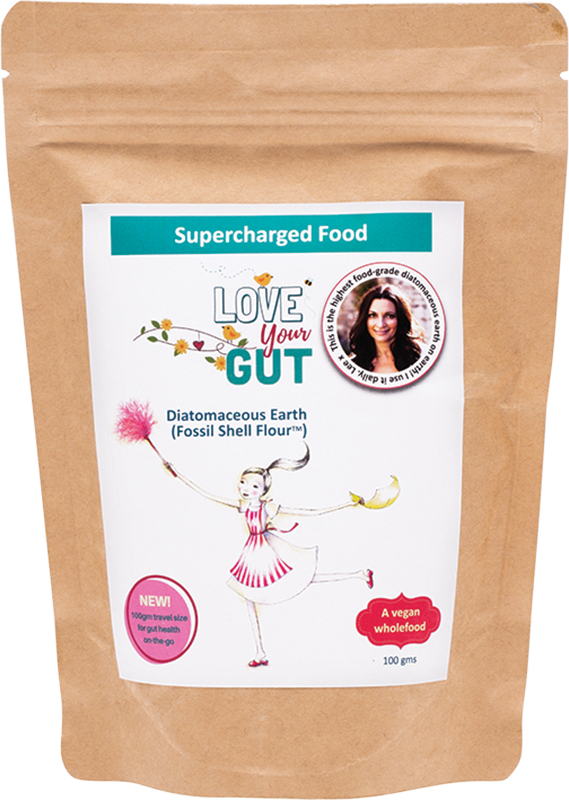 Supercharged Food
LOVE
Your
GUT
This is the highest food-grade diatomaceous earth on earth! I use it daily. Lee x
Diatomaceous Earth
(Fossil Shell Flour™)
NEW!
100gm travel size
for gut health
on-the-go
A vegan
wholefood
100 gms